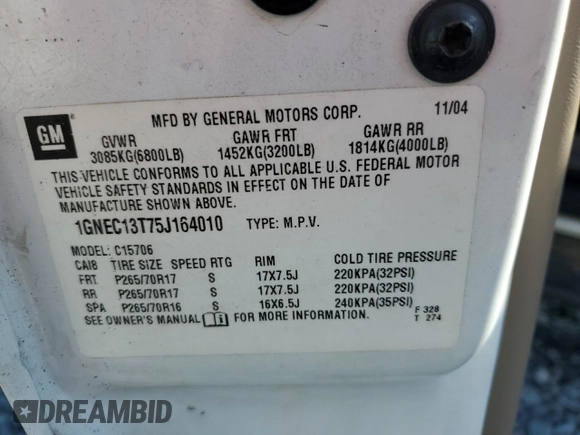 GM
MFD BY GENERAL MOTORS CORP. 11/04
GVWR GAWR FRT GAWR RR
3085KG(6800LB) 1452KG(3200LB) 1814KG(4000LB)
THIS VEHICLE CONFORMS TO ALL APPLICABLE U.S. FEDERAL MOTOR
VEHICLE SAFETY STANDARDS IN EFFECT ON THE DATE OF
MANUFACTURE SHOWN ABOVE.
1GNEC13T75J164010 TYPE: M.P.V.
MODEL: C15706
CAIB TIRE SIZE SPEED RTG RIM COLD TIRE PRESSURE
FRT P265/70R17 S 17X7.5J 220KPA(32PSI)
RR P265/70R17 S 17X7.5J 220KPA(32PSI)
SPA P265/70R16 S 16X6.5J 240KPA(35PSI)
F 328
SEE OWNER'S MANUAL FOR MORE INFORMATION. T 274
DREAMBID